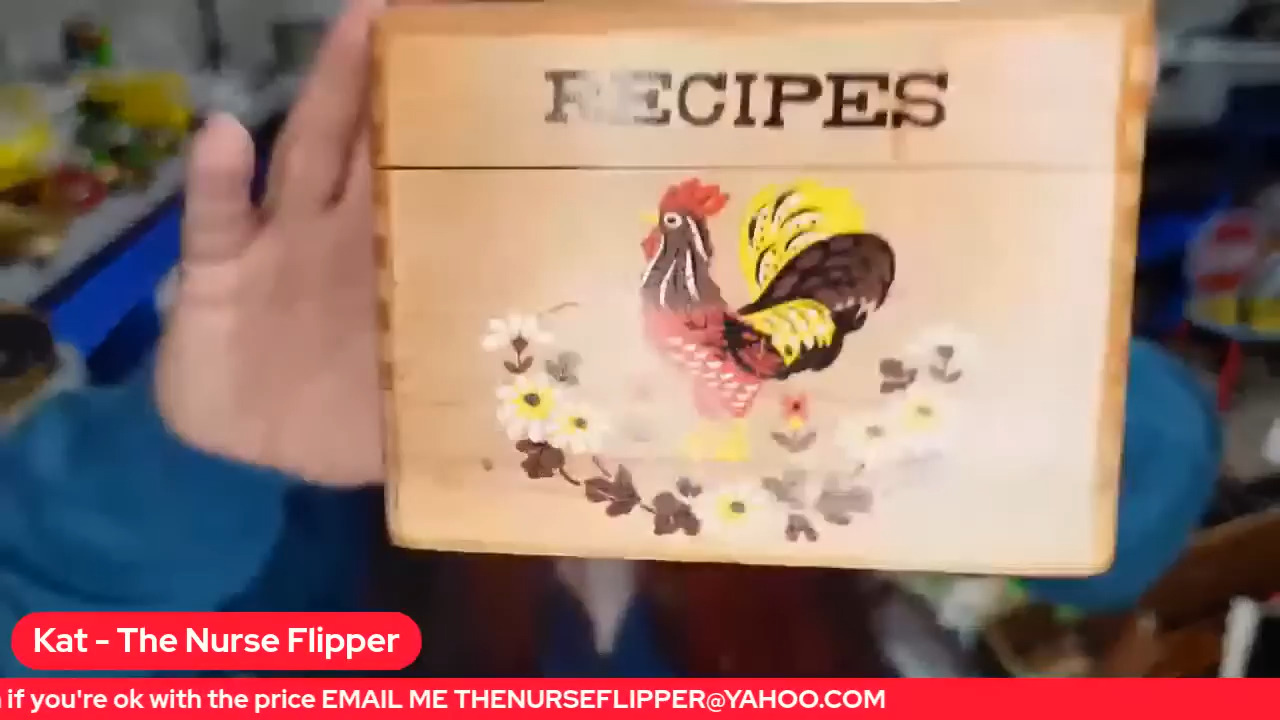 RECIPES
Kat - The Nurse Flipper
if you're ok with the price EMAIL ME THENURSEFLIPPER@YAHOO.COM